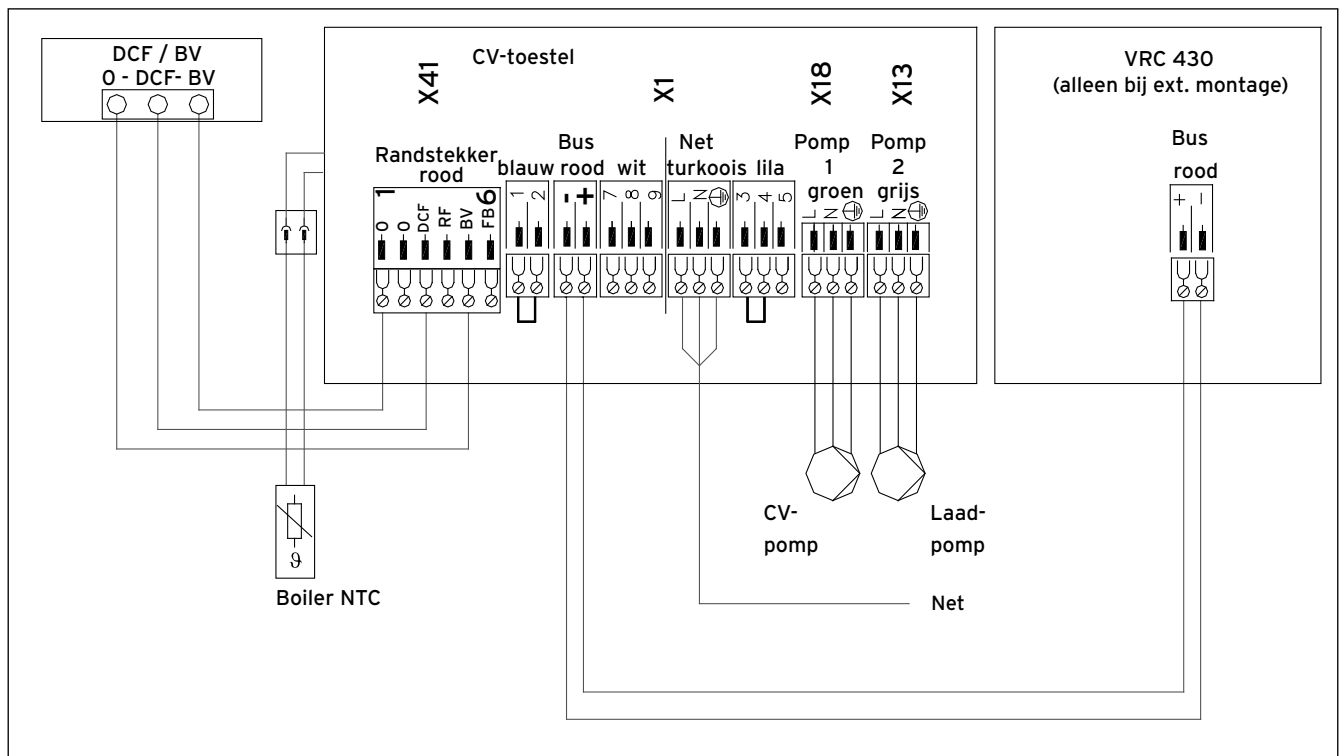 DCF / BV
0 - DCF- BV
CV-toestel
X41
X1
X18
X13
VRC 430
(alleen bij ext. montage)
Randstekker
rood
1
0
0
DCF
RF
BV
FB
6
blauw
1
2
Bus
rood
-
+
wit
7
8
9
Net
turkoois
L
N
lila
3
4
5
Pomp
1
groen
L
N
Pomp
2
grijs
L
N
Bus
rood
+
-
ϑ
Boiler NTC
CV-
pomp
Laad-
pomp
Net